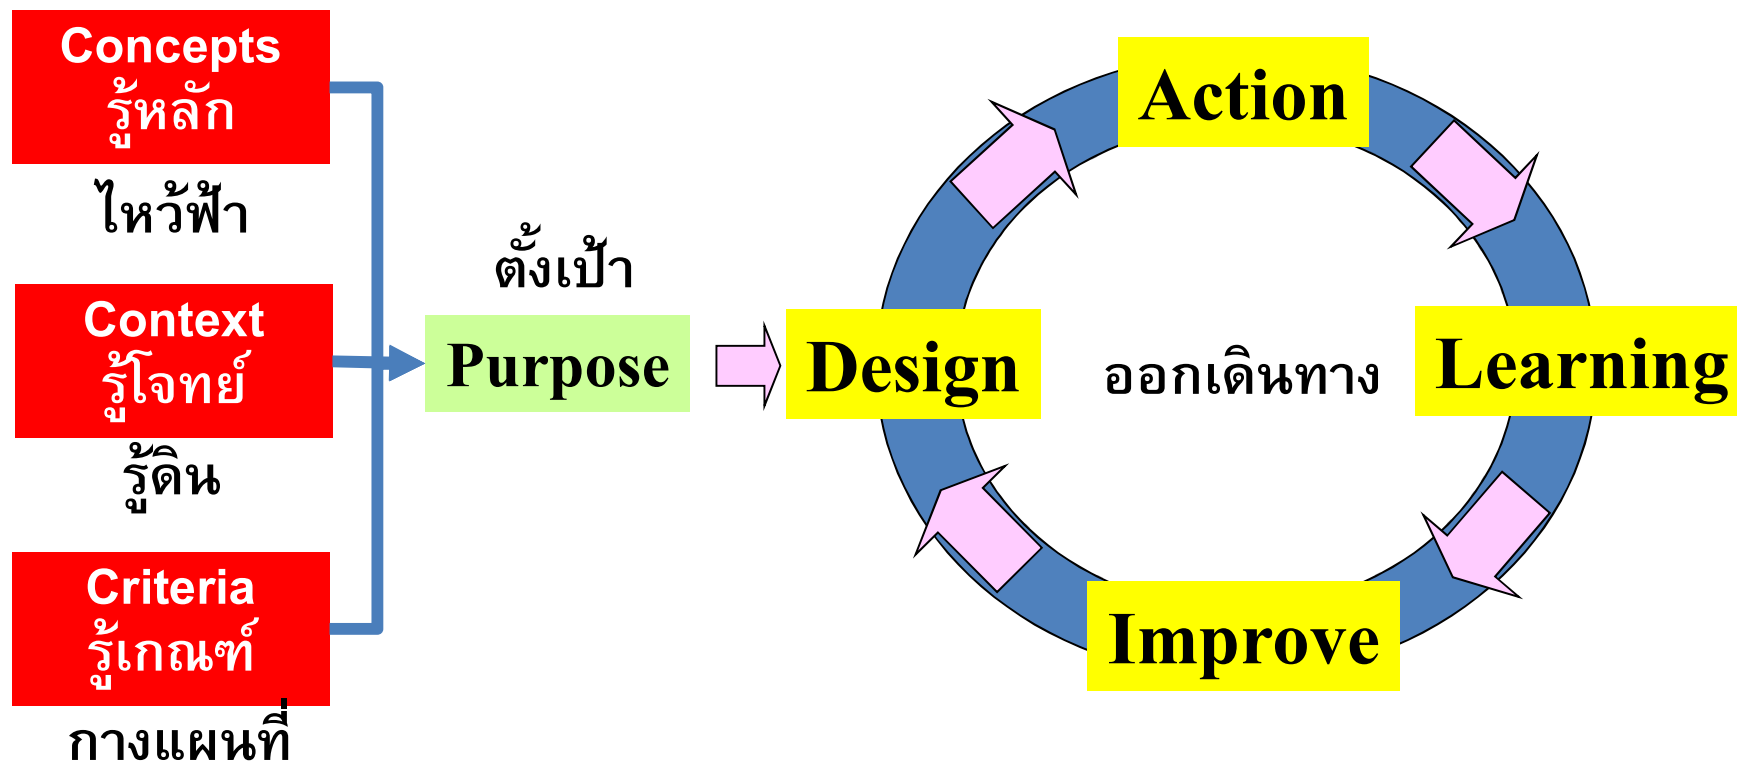 Concepts
รู้หลัก
ไหว้ฟ้า
Context
รู้โจทย์
รู้ดิน
Criteria
รู้เกณฑ์
กางแผนที่
ตั้งเป้า
Purpose
Action
Design
ออกเดินทาง
Learning
Improve